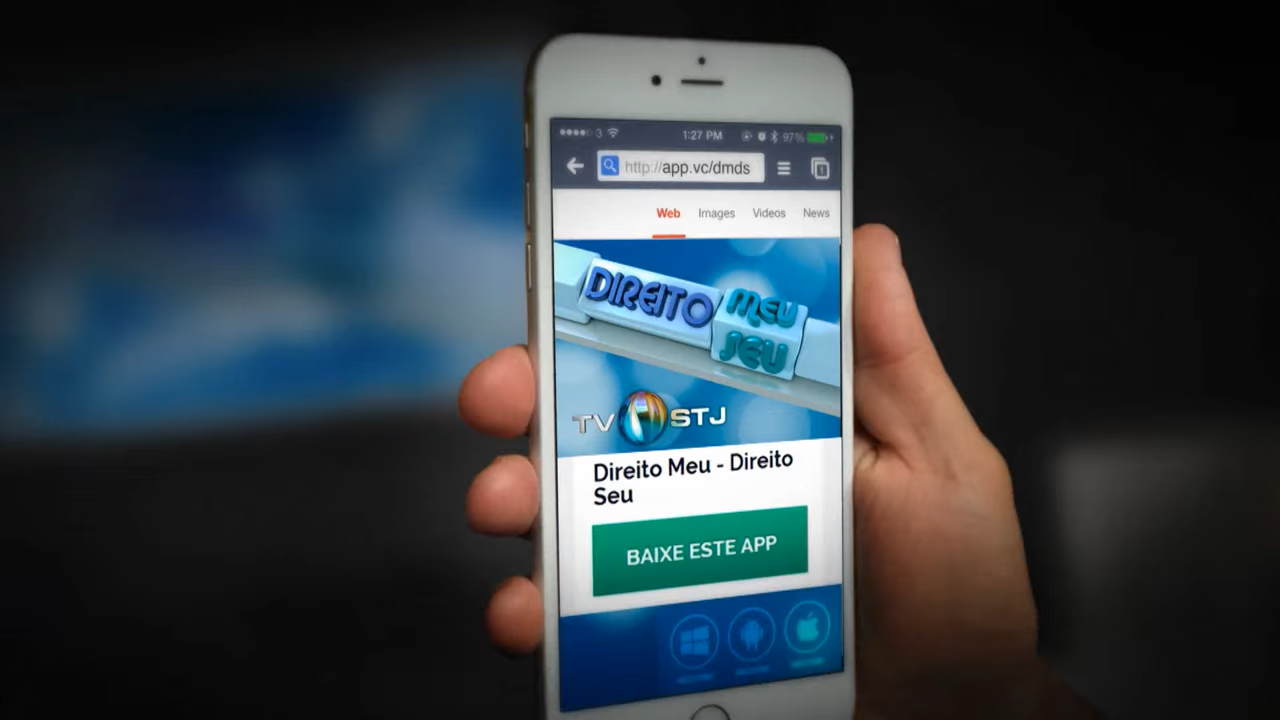 3 1:27 PM 97%
http://app.vc/dmds 1
Web Images Videos News
DIREITO MEU
SEU
TV STJ
Direito Meu - Direito
Seu
BAIXE ESTE APP